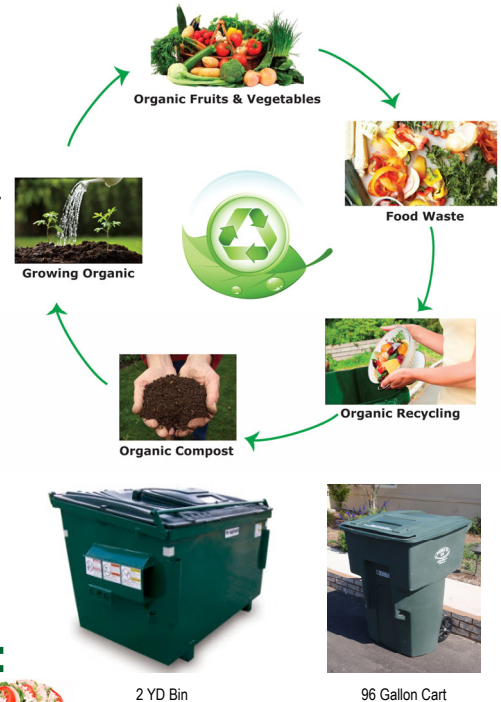 Organic Fruits & Vegetables
Food Waste
Growing Organic
Organic Recycling
Organic Compost
:
2 YD Bin
96 Gallon Cart